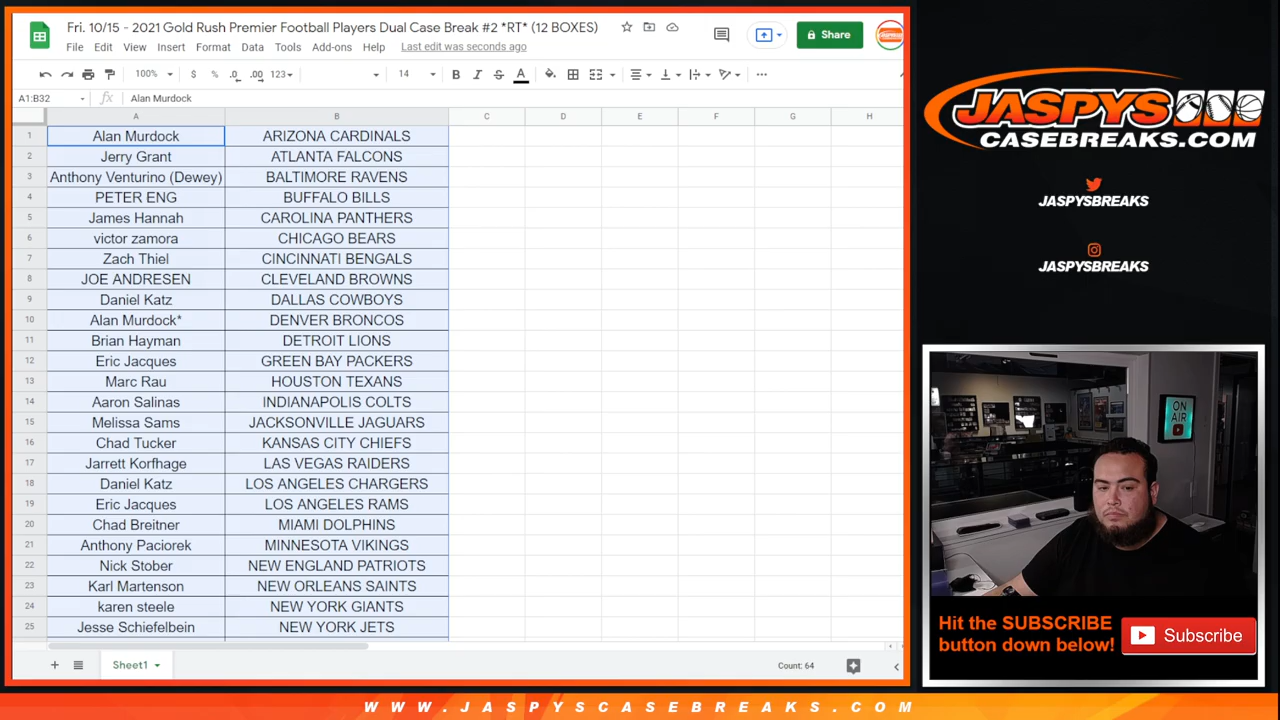 Fri. 10/15 - 2021 Gold Rush Premier Football Players Dual Case Break #2 *RT* (12 BOXES)
File Edit View Insert Format Data Tools Add-ons Help Last edit was seconds ago
Share
100% $ % .0 .00 123 14 B I S A
A1:B32 fx Alan Murdock
A B C D E F G H
1 Alan Murdock ARIZONA CARDINALS
2 Jerry Grant ATLANTA FALCONS
3 Anthony Venturino (Dewey) BALTIMORE RAVENS
4 PETER ENG BUFFALO BILLS
5 James Hannah CAROLINA PANTHERS
6 victor zamora CHICAGO BEARS
7 Zach Thiel CINCINNATI BENGALS
8 JOE ANDRESEN CLEVELAND BROWNS
9 Daniel Katz DALLAS COWBOYS
10 Alan Murdock* DENVER BRONCOS
11 Brian Hayman DETROIT LIONS
12 Eric Jacques GREEN BAY PACKERS
13 Marc Rau HOUSTON TEXANS
14 Aaron Salinas INDIANAPOLIS COLTS
15 Melissa Sams JACKSONVILLE JAGUARS
16 Chad Tucker KANSAS CITY CHIEFS
17 Jarrett Korfhage LAS VEGAS RAIDERS
18 Daniel Katz LOS ANGELES CHARGERS
19 Eric Jacques LOS ANGELES RAMS
20 Chad Breitner MIAMI DOLPHINS
21 Anthony Paciorek MINNESOTA VIKINGS
22 Nick Stober NEW ENGLAND PATRIOTS
23 Karl Martenson NEW ORLEANS SAINTS
24 karen steele NEW YORK GIANTS
25 Jesse Schiefelbein NEW YORK JETS
Sheet1
Count: 64
JASPYS
CASEBREAKS.COM
JASPYSBREAKS
JASPYSBREAKS
ON
AIR
Hit the SUBSCRIBE
button down below!
Subscribe
WWW.JASPYSCASEBREAKS.COM